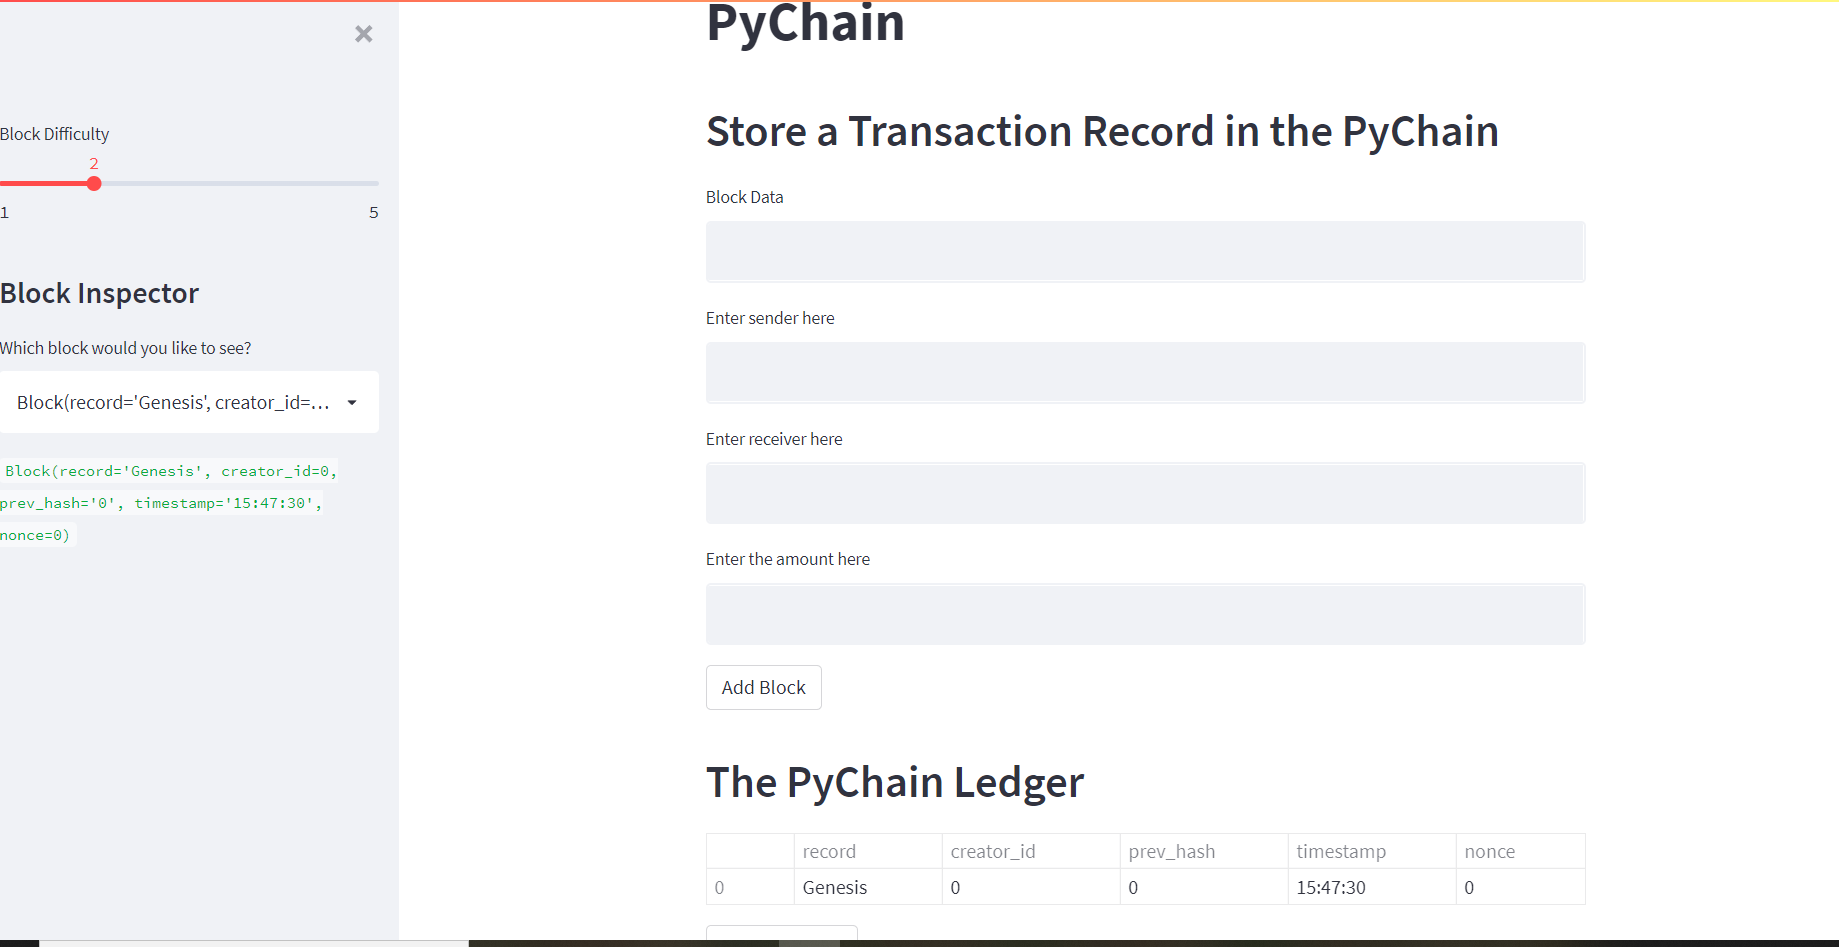 ×
Block Difficulty
2
1 5
Block Inspector
Which block would you like to see?
Block(record='Genesis', creator_id=...
Block(record='Genesis', creator_id=0,
prev_hash='0', timestamp='15:47:30',
nonce=0)
PyChain
Store a Transaction Record in the PyChain
Block Data
Enter sender here
Enter receiver here
Enter the amount here
Add Block
The PyChain Ledger
record creator_id prev_hash timestamp nonce
0 Genesis 0 0 15:47:30 0